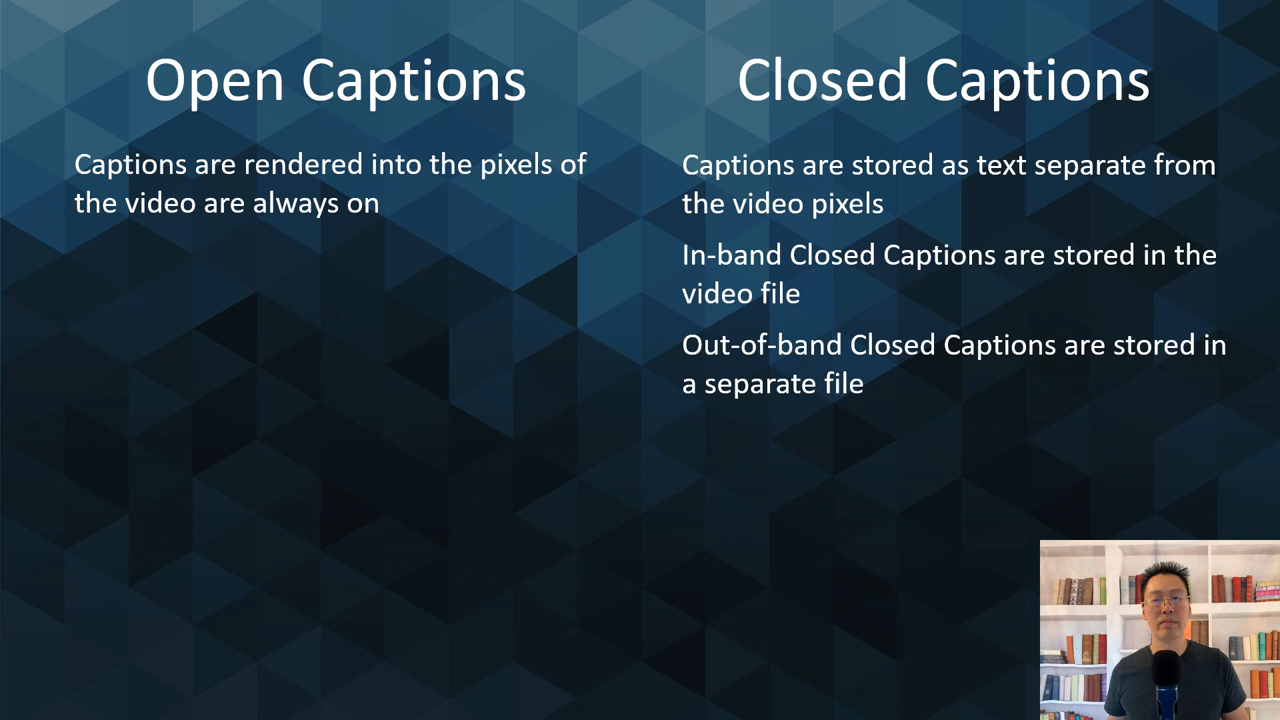 Open Captions
Captions are rendered into the pixels of
the video are always on
Closed Captions
Captions are stored as text separate from
the video pixels
In-band Closed Captions are stored in the
video file
Out-of-band Closed Captions are stored in
a separate file